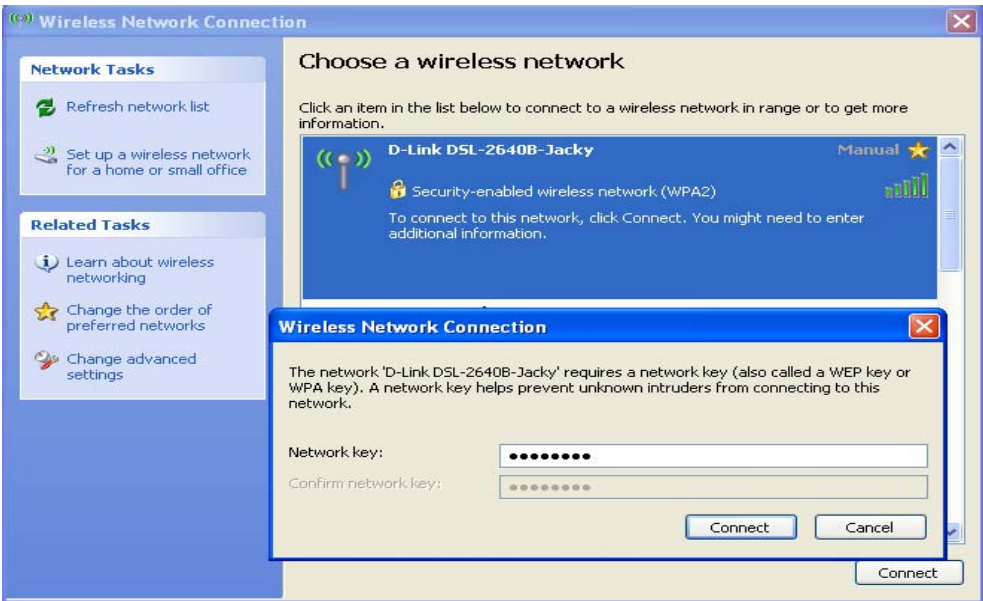 Wireless Network Connection
Network Tasks
Refresh network list
Set up a wireless network
for a home or small office
Related Tasks
Learn about wireless
networking
Change the order of
preferred networks
Change advanced
settings
Choose a wireless network
Click an item in the list below to connect to a wireless network in range or to get more
information.
D-Link DSL-2640B-Jacky
Manual
Security-enabled wireless network (WPA2)
To connect to this network, click Connect. You might need to enter
additional information.
Wireless Network Connection
The network 'D-Link DSL-2640B-Jacky' requires a network key (also called a WEP key or
WPA key). A network key helps prevent unknown intruders from connecting to this
network.
Network key: ••••••••
Confirm network key: ••••••••
Connect Cancel
Connect